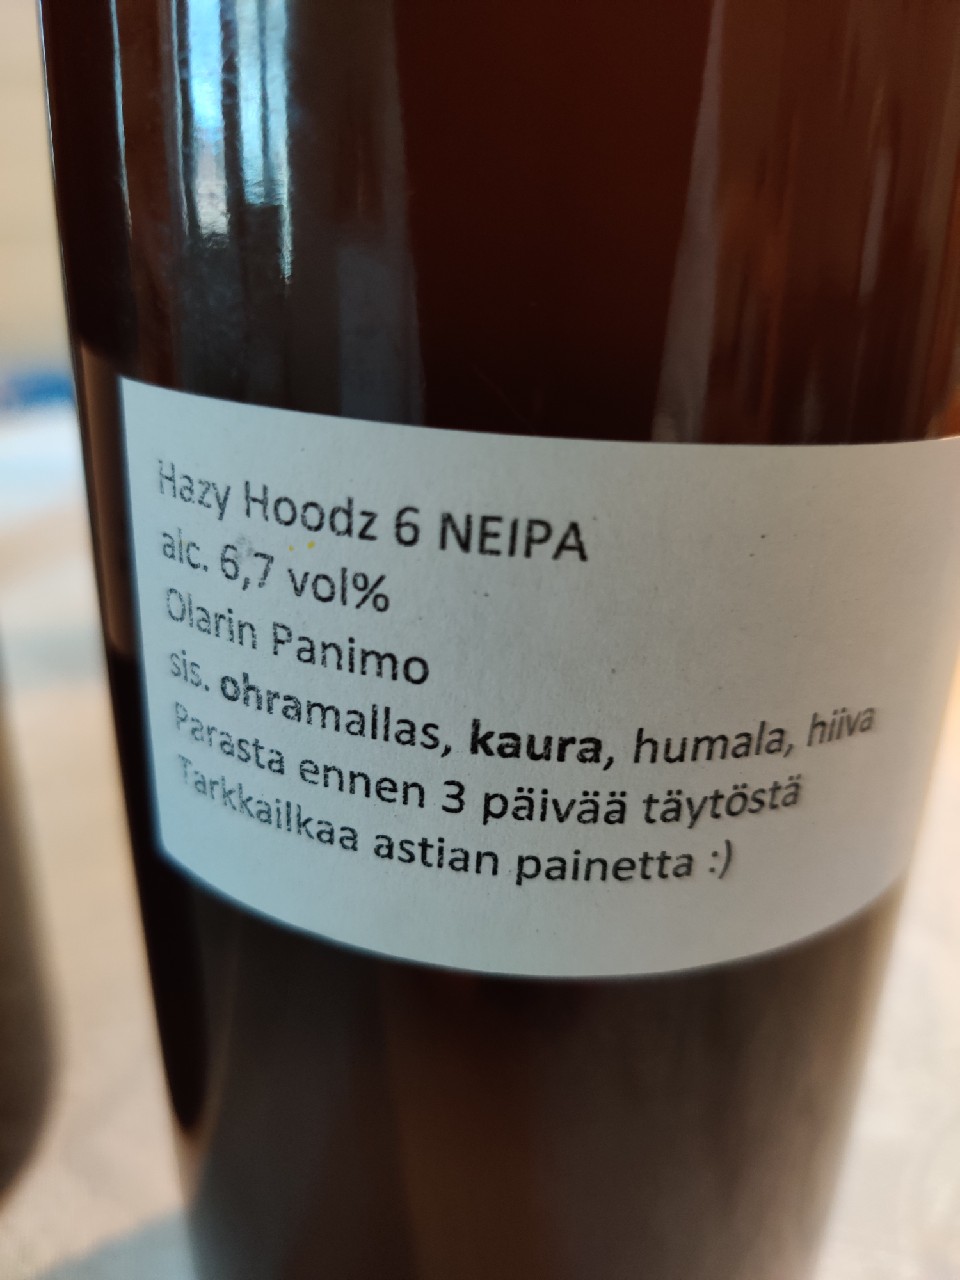 Hazy Hoodz 6 NEIPA
alc. 6,7 vol%
Olarin Panimo
sis. ohramallas, kaura, humala, hiiva
Parasta ennen 3 päivää täytöstä
Tarkkailkaa astian painetta :)